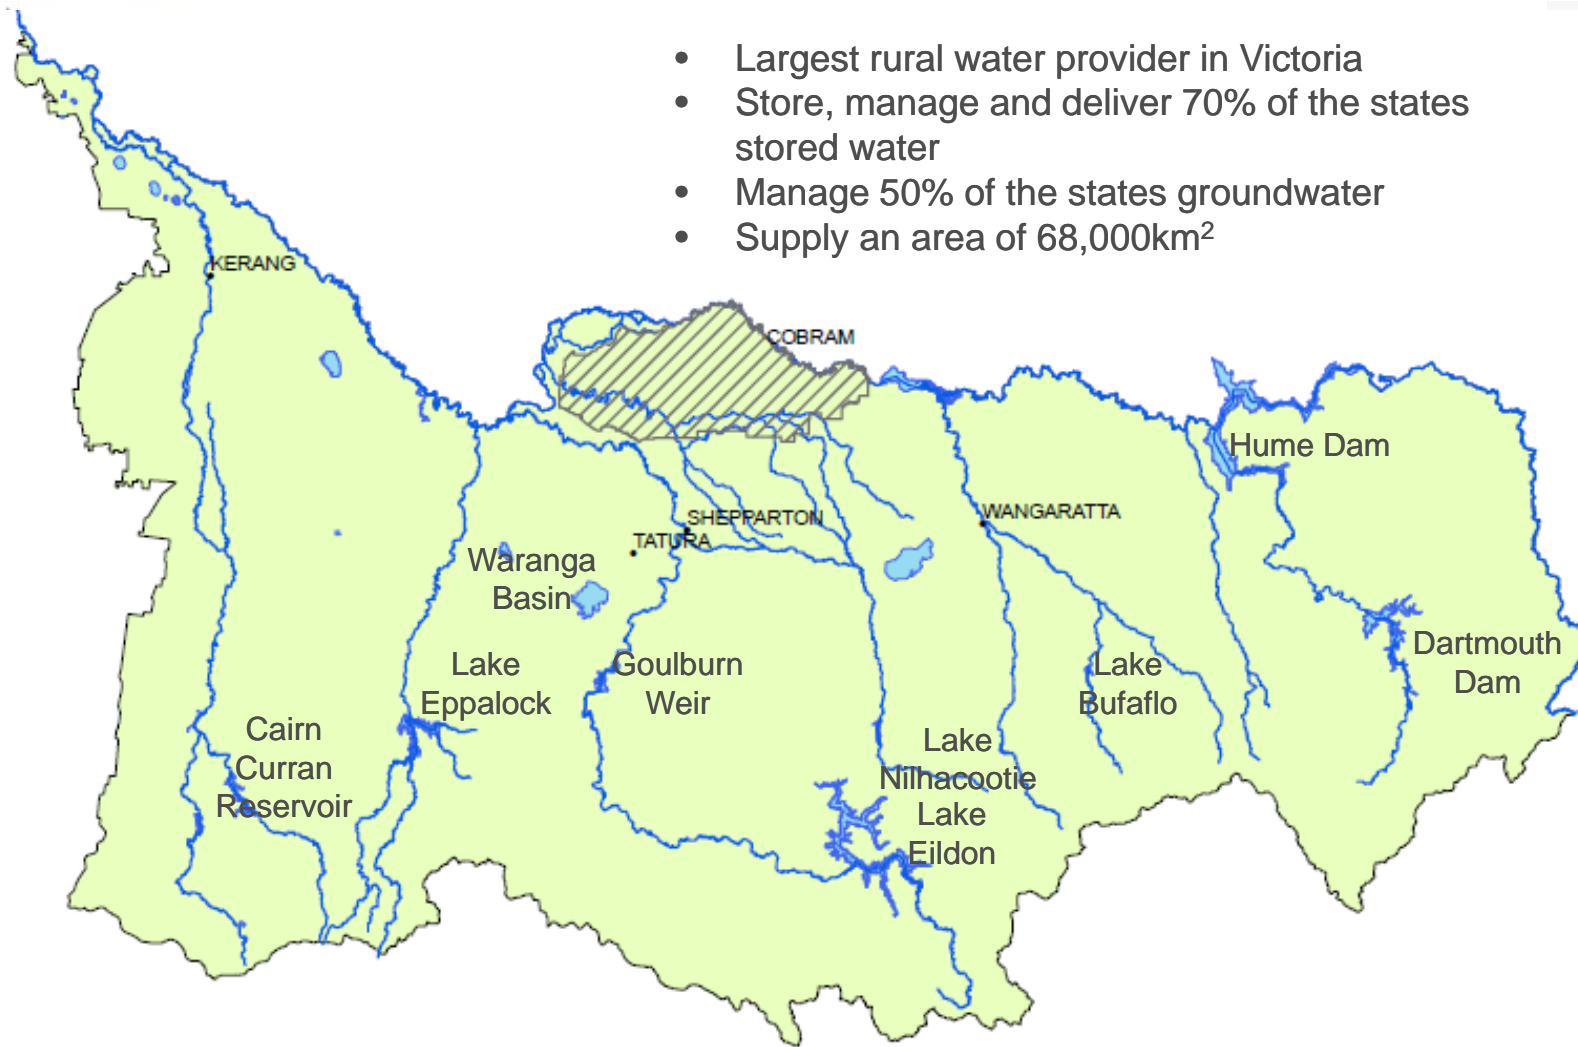 • Largest rural water provider in Victoria
• Store, manage and deliver 70% of the states
stored water
• Manage 50% of the states groundwater
• Supply an area of 68,000km²
KERANG
COBRAM
Hume Dam
SHEPPARTON
WANGARATTA
TATURA
Waranga
Basin
Lake
Eppalock
Goulburn
Weir
Lake
Bufaflo
Dartmouth
Dam
Cairn
Curran
Reservoir
Lake
Nilhacootie
Lake
Eildon